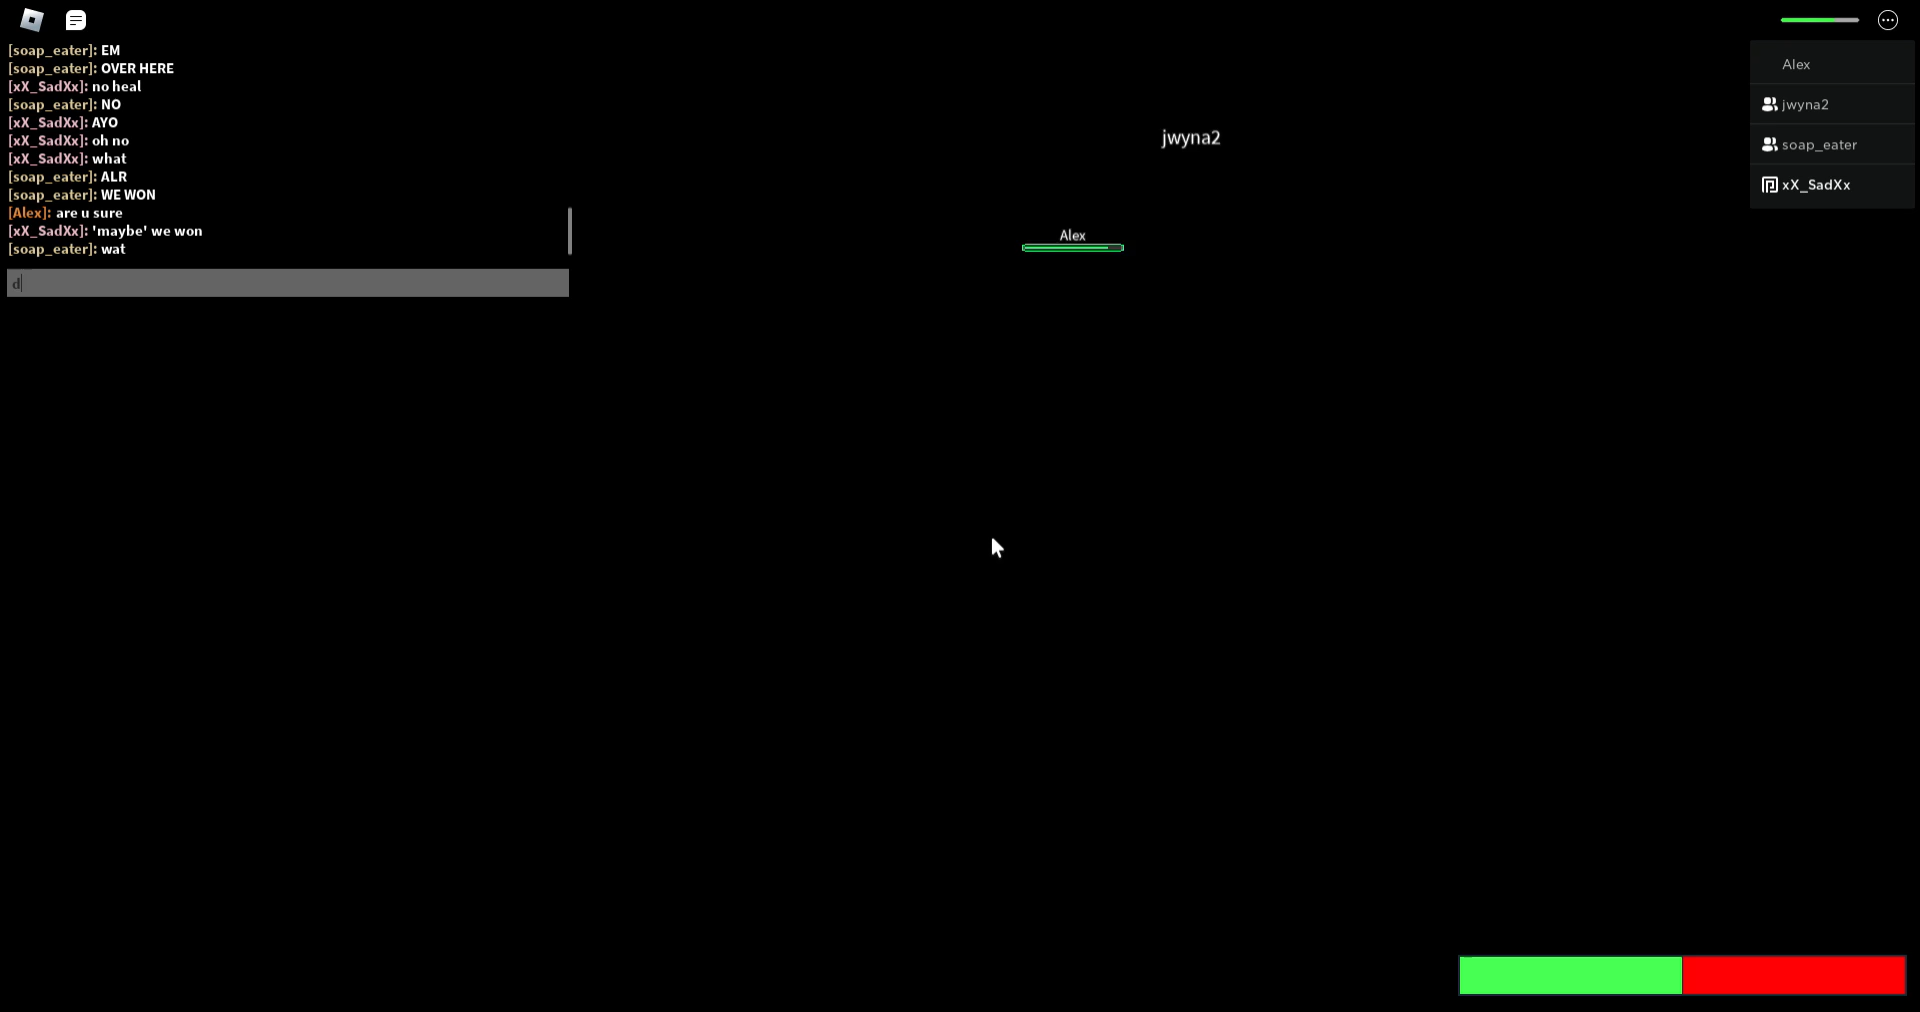 [soap_eater]: EM
[soap_eater]: OVER HERE
[xX_SadXx]: no heal
[soap_eater]: NO
[xX_SadXx]: AYO
[xX_SadXx]: oh no
[xX_SadXx]: what
[soap_eater]: ALR
[soap_eater]: WE WON
[Alex]: are u sure
[xX_SadXx]: 'maybe' we won
[soap_eater]: wat
d
jwyna2
Alex
Alex
jwyna2
soap_eater
xX_SadXx